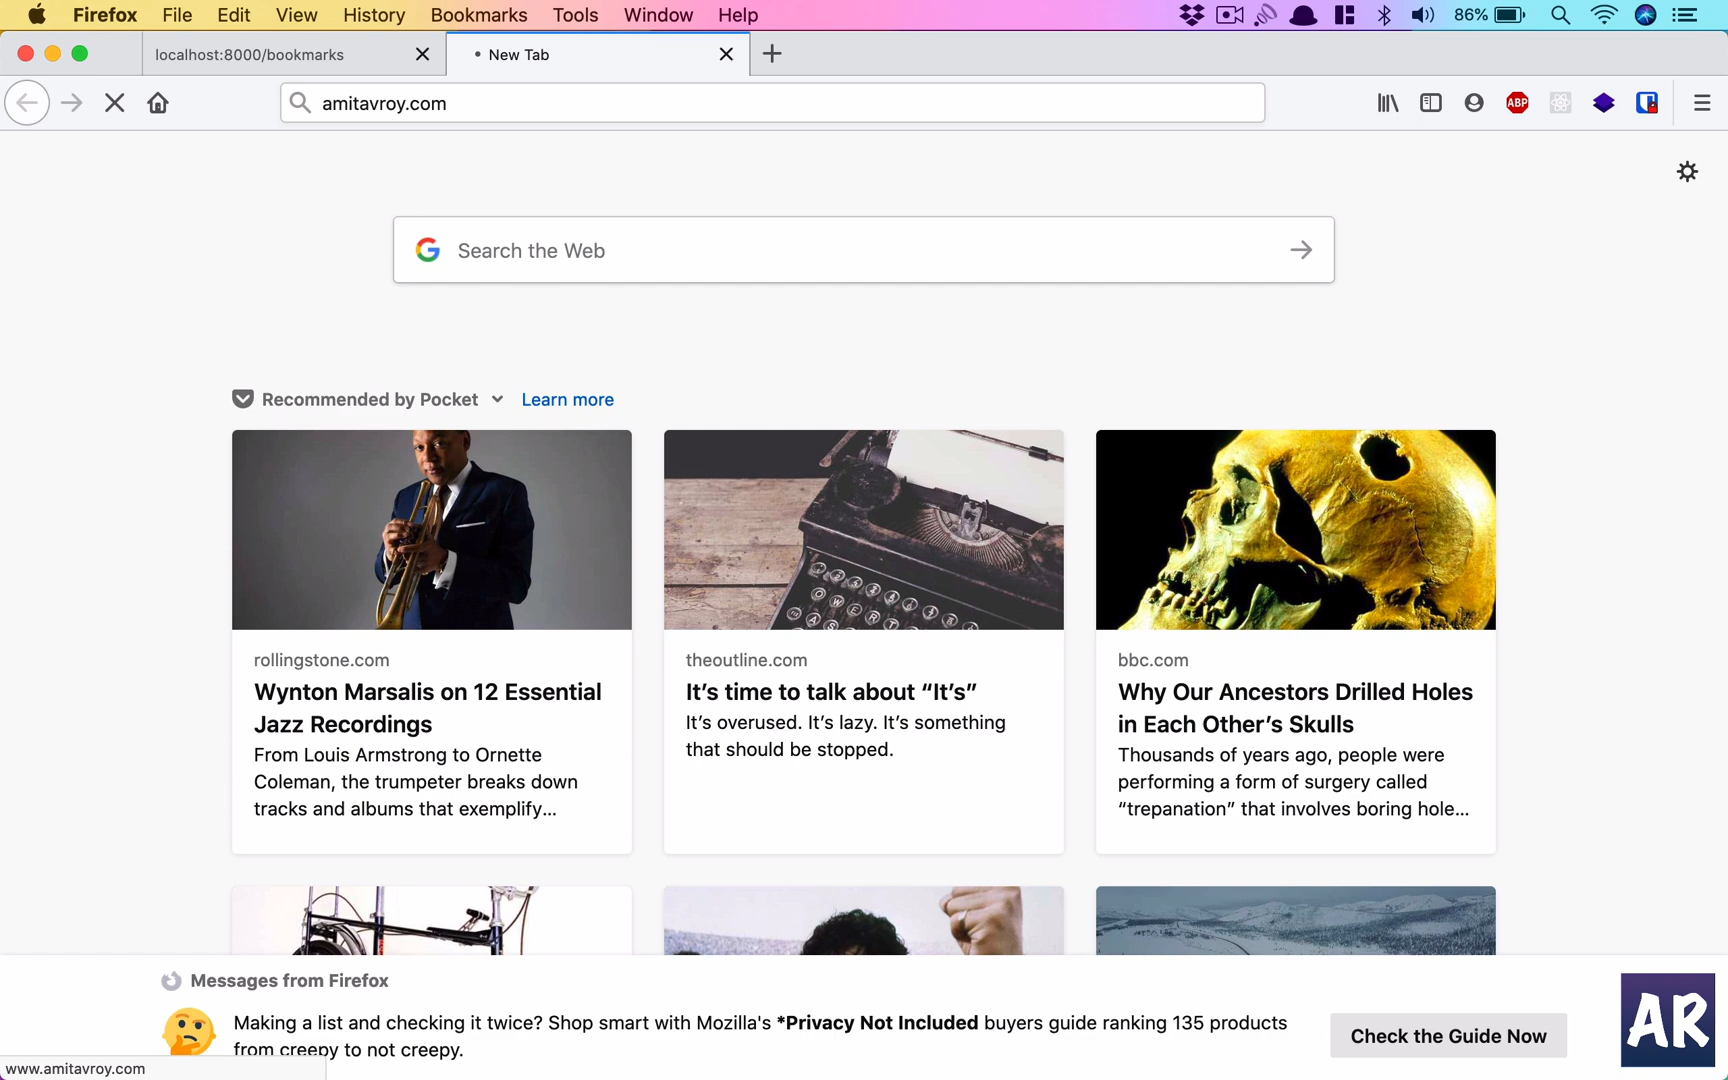 Firefox File Edit View History Bookmarks Tools Window Help 86%
localhost:8000/bookmarks New Tab
amitavroy.com ABP
Search the Web
Recommended by Pocket Learn more
rollingstone.com
Wynton Marsalis on 12 Essential
Jazz Recordings
From Louis Armstrong to Ornette
Coleman, the trumpeter breaks down
tracks and albums that exemplify...
theoutline.com
It's time to talk about “It's”
It's overused. It's lazy. It's something
that should be stopped.
bbc.com
Why Our Ancestors Drilled Holes
in Each Other's Skulls
Thousands of years ago, people were
performing a form of surgery called
“trepanation” that involves boring hole...
Messages from Firefox
Making a list and checking it twice? Shop smart with Mozilla's *Privacy Not Included buyers guide ranking 135 products
from creepy to not creepy.
Check the Guide Now
AR
www.amitavroy.com